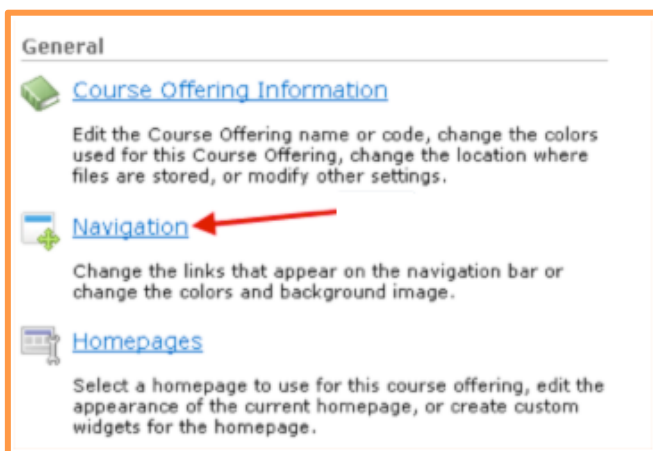 General
Course Offering Information
Edit the Course Offering name or code, change the colors
used for this Course Offering, change the location where
files are stored, or modify other settings.
Navigation
Change the links that appear on the navigation bar or
change the colors and background image.
Homepages
Select a homepage to use for this course offering, edit the
appearance of the current homepage, or create custom
widgets for the homepage.